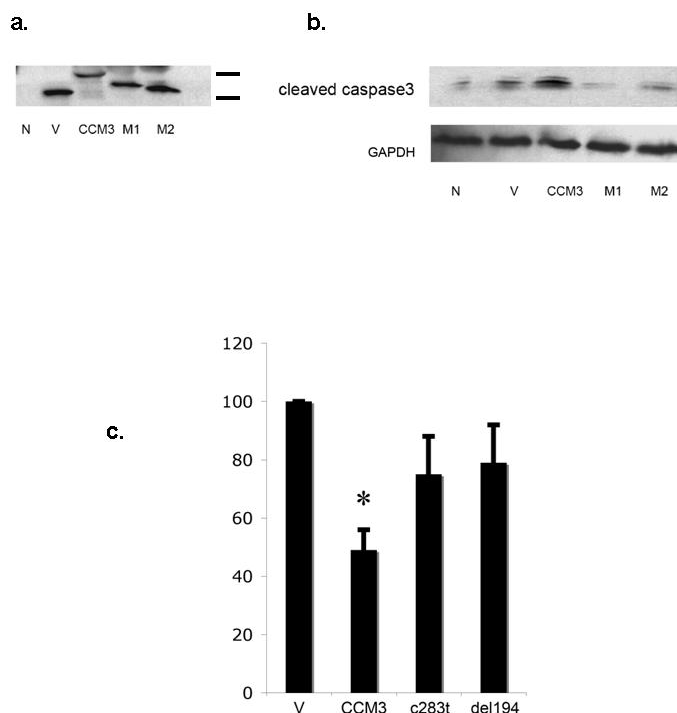 a.
N V CCM3 M1 M2
b.
cleaved caspase3
GAPDH
N V CCM3 M1 M2
c.
120
100
80
60
40
20
0
*
V CCM3 c283t del194